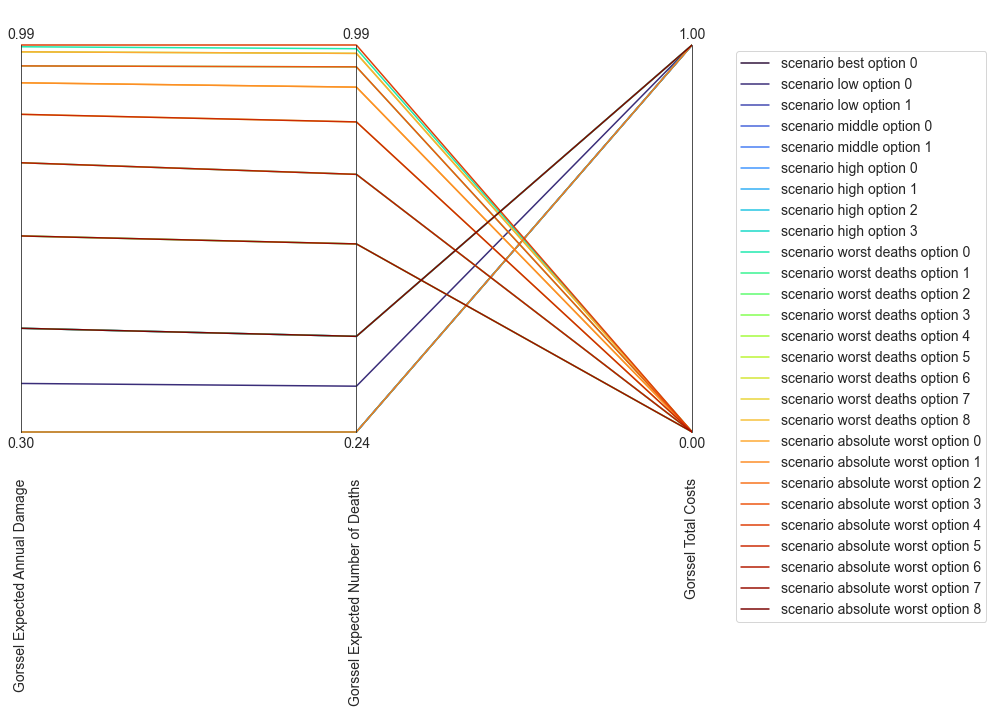 0.99
0.99
1.00
0.30
0.24
0.00
Gorssel Expected Annual Damage
Gorssel Expected Number of Deaths
Gorssel Total Costs
scenario best option 0
scenario low option 0
scenario low option 1
scenario middle option 0
scenario middle option 1
scenario high option 0
scenario high option 1
scenario high option 2
scenario high option 3
scenario worst deaths option 0
scenario worst deaths option 1
scenario worst deaths option 2
scenario worst deaths option 3
scenario worst deaths option 4
scenario worst deaths option 5
scenario worst deaths option 6
scenario worst deaths option 7
scenario worst deaths option 8
scenario absolute worst option 0
scenario absolute worst option 1
scenario absolute worst option 2
scenario absolute worst option 3
scenario absolute worst option 4
scenario absolute worst option 5
scenario absolute worst option 6
scenario absolute worst option 7
scenario absolute worst option 8